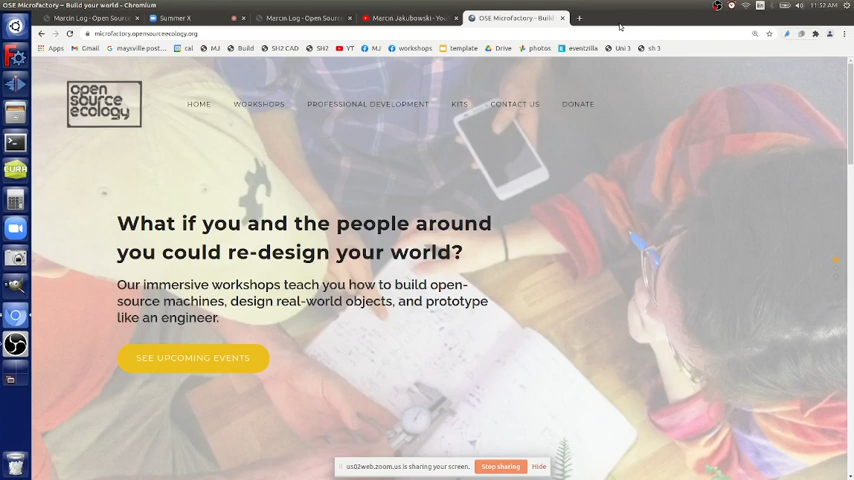 OSE Microfactory – Build your world - Chromium
11:52 AM
Marcin Log - Open Source
Summer X
Marcin Log - Open Source
Marcin Jakubowski - You
OSE Microfactory - Build
microfactory.opensourceecology.org
Apps
Gmail
maysville post...
cal
MJ
Build
SH2 CAD
SH2
YT
MJ
workshops
template
Drive
photos
eventzilla
Uni 3
sh 3
open
source
ecology
HOME
WORKSHOPS
PROFESSIONAL DEVELOPMENT
KITS
CONTACT US
DONATE
What if you and the people around
you could re-design your world?
Our immersive workshops teach you how to build open-
source machines, design real-world objects, and prototype
like an engineer.
SEE UPCOMING EVENTS
CURA
us02web.zoom.us is sharing your screen.
Stop sharing
Hide